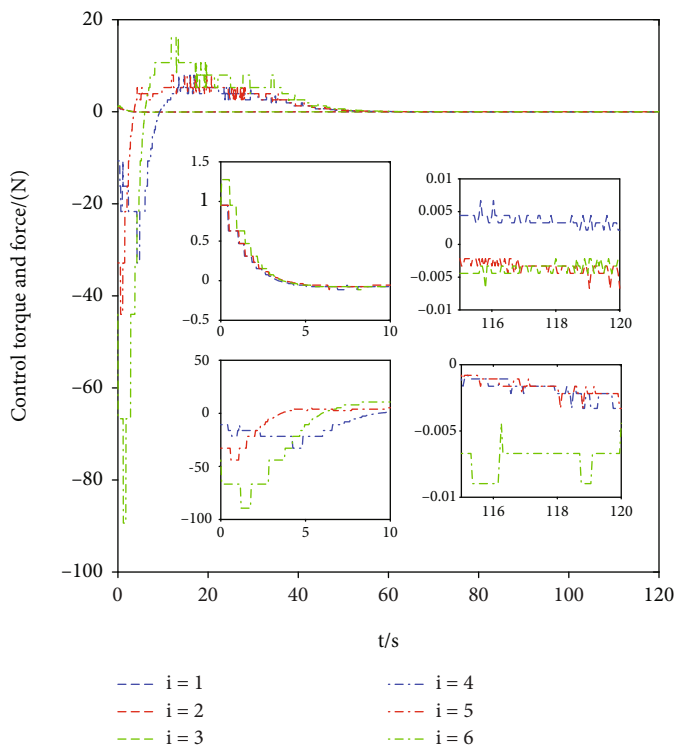 Control torque and force/(N)
20
0
−20
−40
−60
−80
−100
0 20 40 60 80 100 120
t/s
1.5
1
0.5
0
−0.5
0 5 10
0.01
0.005
0
−0.005
−0.01
116 118 120
50
0
−50
−100
0 5 10
0
−0.005
−0.01
116 118 120
i = 1
i = 2
i = 3
i = 4
i = 5
i = 6